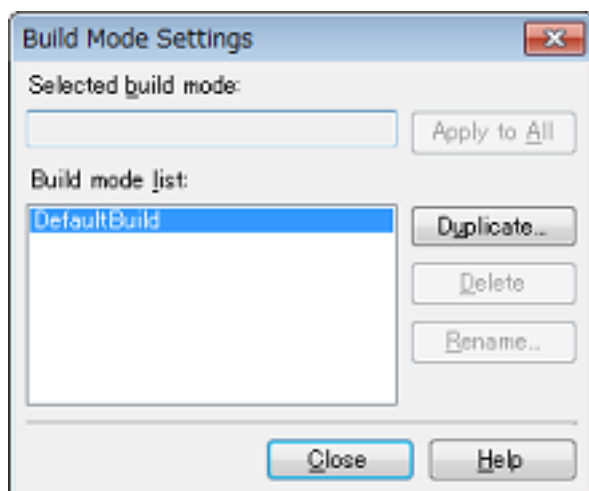 Build Mode Settings
Selected build mode:
Apply to All
Build mode list:
DefaultBuild
Duplicate...
Delete
Rename...
Close
Help